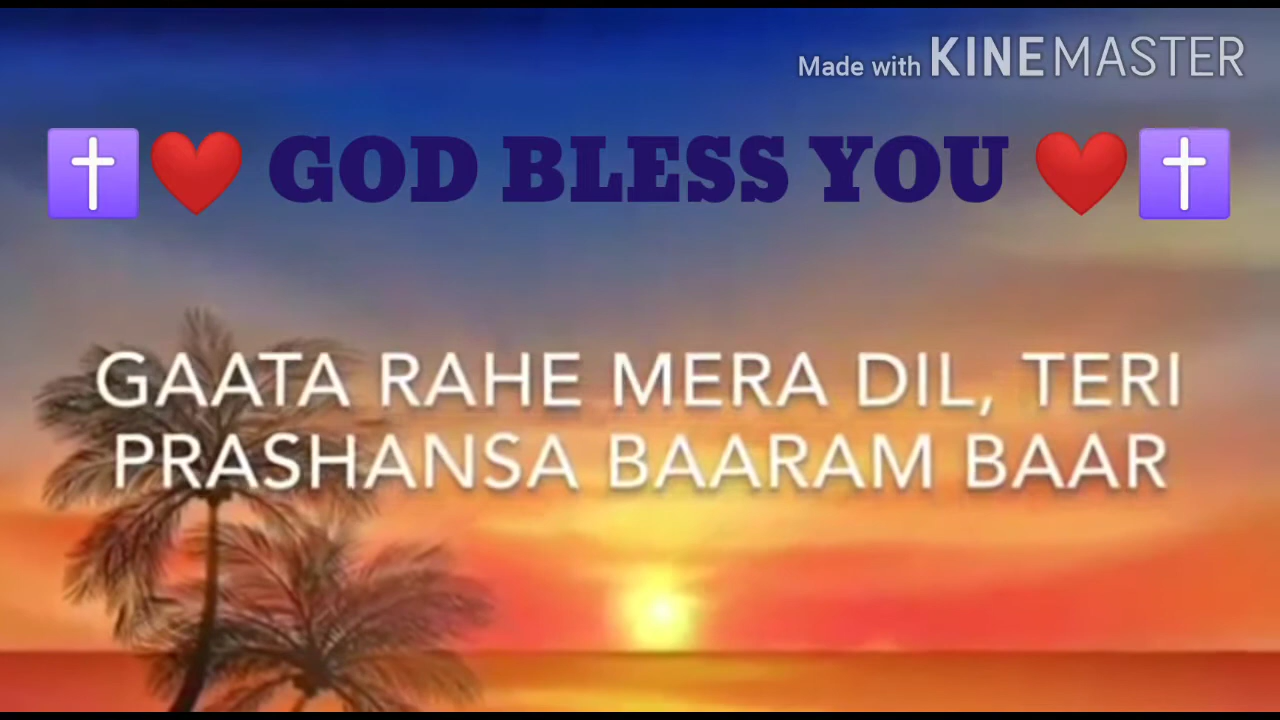 Made with KINEMASTER
✝️❤️ GOD BLESS YOU ❤️✝️
GAATA RAHE MERA DIL, TERI
PRASHANSA BAARAM BAAR